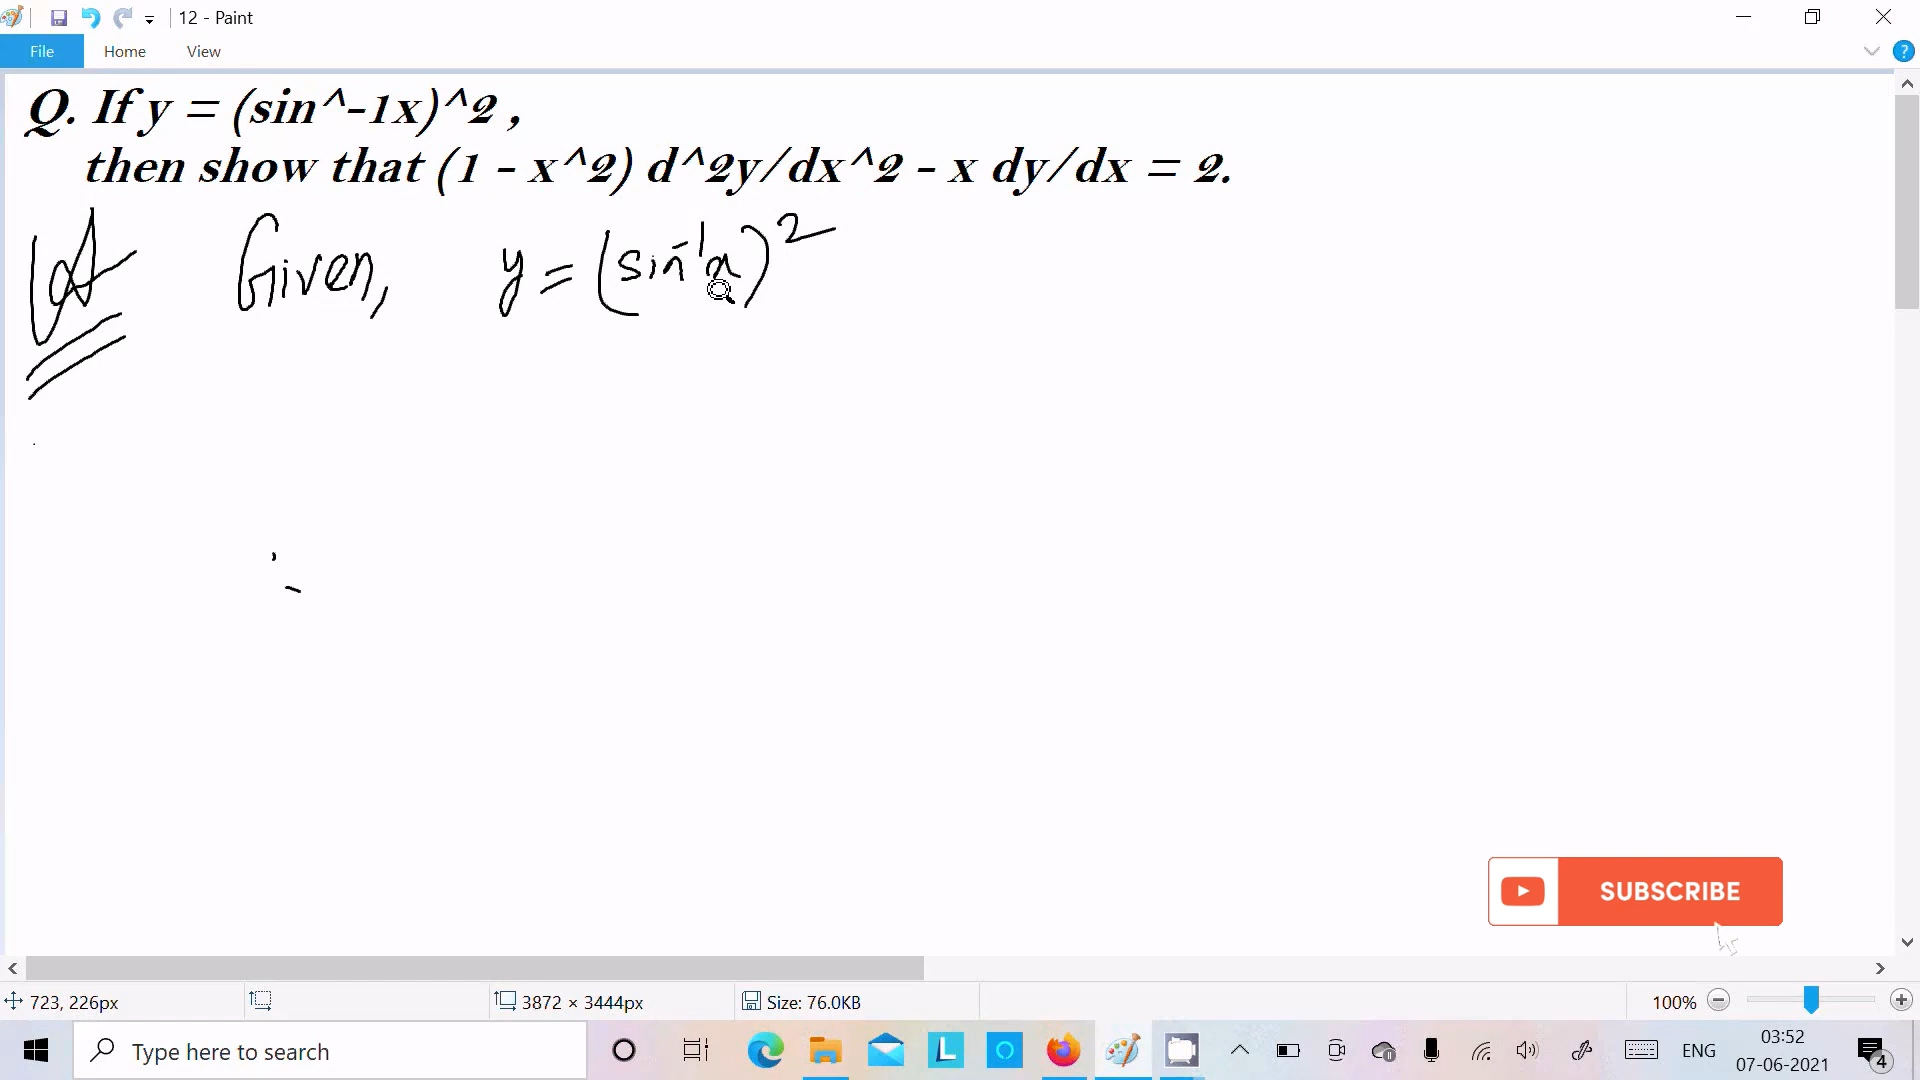 12 - Paint
File Home View
Q. If y = (sin^-1x)^2 ,
then show that (1 - x^2) d^2y/dx^2 - x dy/dx = 2.
Given, y = (sin⁻¹x)²
SUBSCRIBE
723, 226px 3872 × 3444px Size: 76.0KB 100%
Type here to search
ENG
03:52
07-06-2021
4